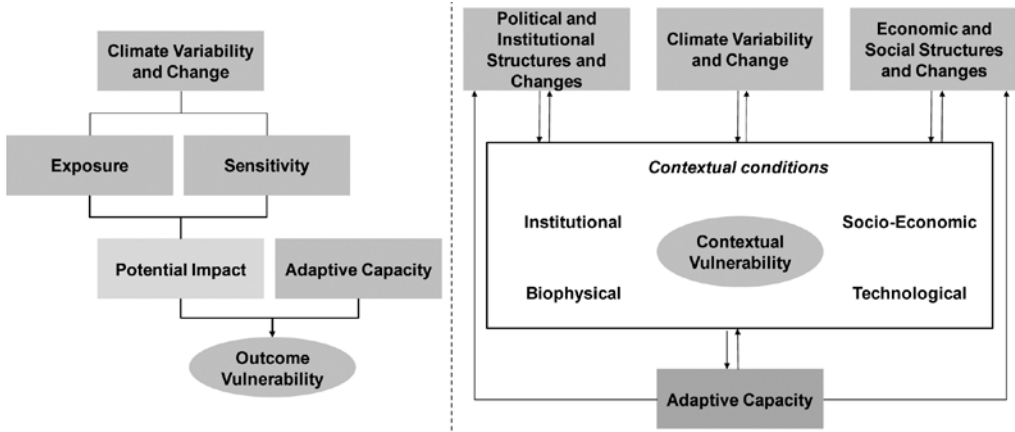 Climate Variability
and Change
Exposure
Sensitivity
Potential Impact
Adaptive Capacity
Outcome
Vulnerability
Political and
Institutional
Structures and
Changes
Climate Variability
and Change
Economic and
Social Structures
and Changes
Contextual conditions
Institutional
Socio-Economic
Contextual
Vulnerability
Biophysical
Technological
Adaptive Capacity